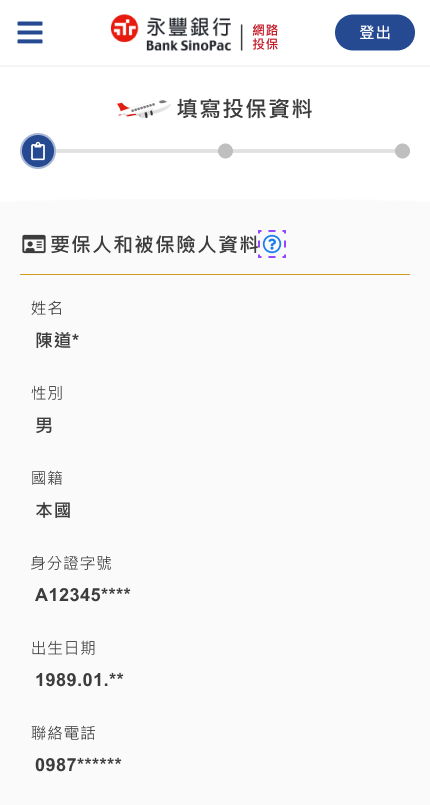 永豐銀行
Bank SinoPac
網路
投保
登出
填寫投保資料
要保人和被保險人資料?
姓名
陳道*
性別
男
國籍
本國
身分證字號
A12345****
出生日期
1989.01.**
聯絡電話
0987******